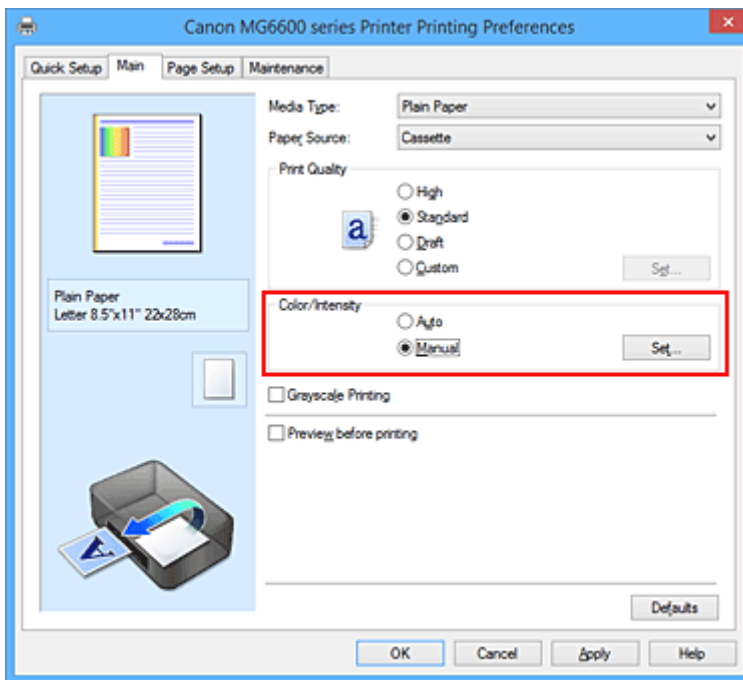 Canon MG6600 series Printer Printing Preferences
Quick Setup Main Page Setup Maintenance
Media Type: Plain Paper
Paper Source: Cassette
Print Quality
High
a Standard
Draft
Custom Set...
Plain Paper
Letter 8.5"x11" 22x28cm
Color/Intensity
Auto
Manual Set...
Grayscale Printing
Preview before printing
A
Defaults
OK Cancel Apply Help